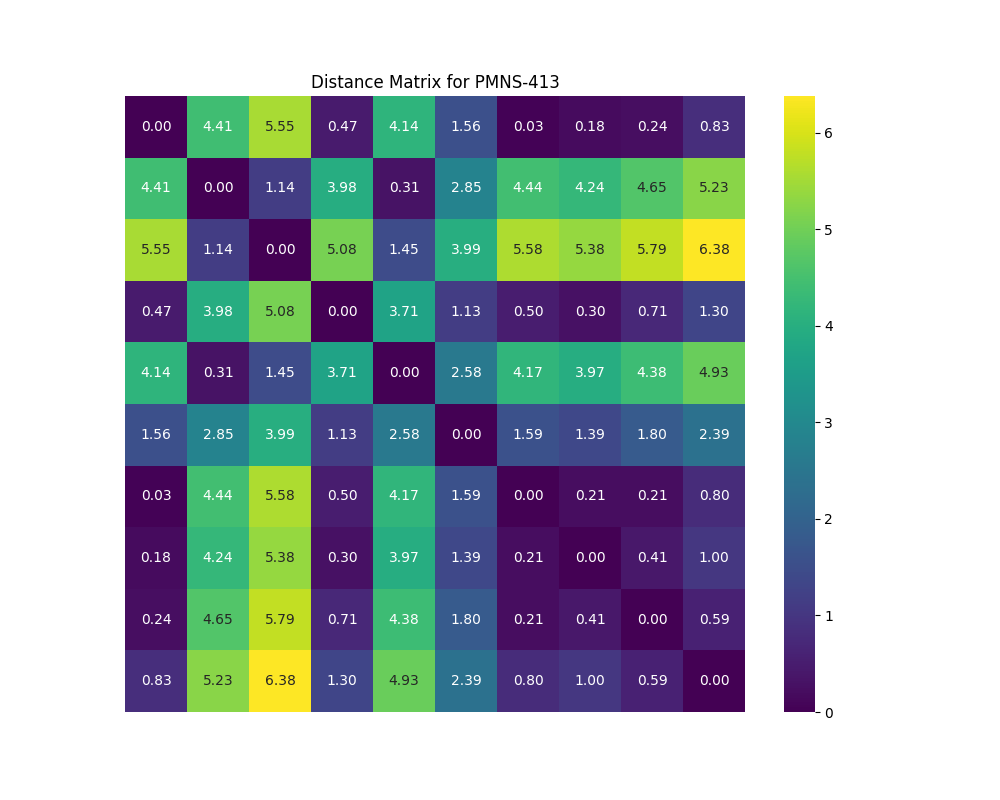 Distance Matrix for PMNS-413
0.00 4.41 5.55 0.47 4.14 1.56 0.03 0.18 0.24 0.83
4.41 0.00 1.14 3.98 0.31 2.85 4.44 4.24 4.65 5.23
5.55 1.14 0.00 5.08 1.45 3.99 5.58 5.38 5.79 6.38
0.47 3.98 5.08 0.00 3.71 1.13 0.50 0.30 0.71 1.30
4.14 0.31 1.45 3.71 0.00 2.58 4.17 3.97 4.38 4.93
1.56 2.85 3.99 1.13 2.58 0.00 1.59 1.39 1.80 2.39
0.03 4.44 5.58 0.50 4.17 1.59 0.00 0.21 0.21 0.80
0.18 4.24 5.38 0.30 3.97 1.39 0.21 0.00 0.41 1.00
0.24 4.65 5.79 0.71 4.38 1.80 0.21 0.41 0.00 0.59
0.83 5.23 6.38 1.30 4.93 2.39 0.80 1.00 0.59 0.00
6
5
4
3
2
1
0